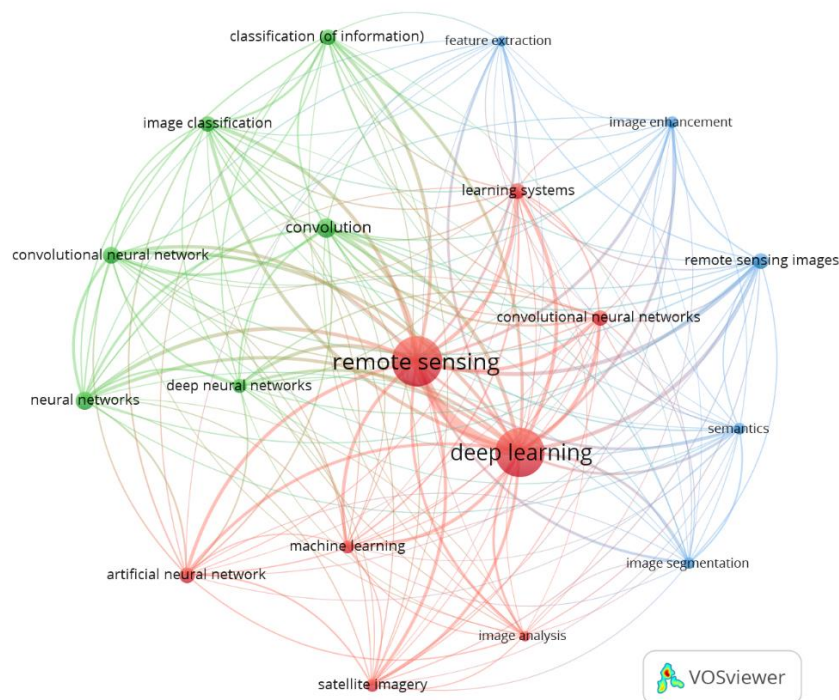 classification (of information)
feature extraction
image classification
image enhancement
learning systems
convolution
convolutional neural network
remote sensing images
convolutional neural networks
remote sensing
deep neural networks
neural networks
semantics
deep learning
machine learning
image segmentation
artificial neural network
image analysis
satellite imagery
VOSviewer